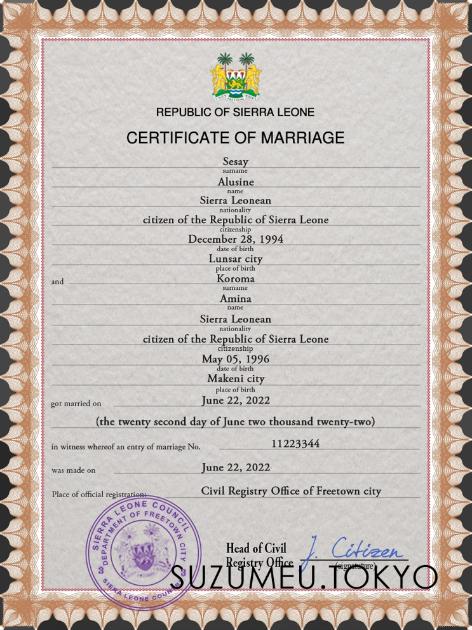 REPUBLIC OF SIERRA LEONE
CERTIFICATE OF MARRIAGE
Sesay
surname
Alusine
name
Sierra Leonean
nationality
citizen of the Republic of Sierra Leone
citizenship
December 28, 1994
date of birth
Lunsar city
place of birth
and Koroma
surname
Amina
name
Sierra Leonean
nationality
citizen of the Republic of Sierra Leone
citizenship
May 05, 1996
date of birth
Makeni city
place of birth
got married on June 22, 2022
(the twenty second day of June two thousand twenty-two)
in witness whereof an entry of marriage No. 11223344
was made on June 22, 2022
Place of official registration: Civil Registry Office of Freetown city
SIERRA LEONE COUNCIL
DEPARTMENT OF FREETOWN CITY
SIERRA LEONE COUNCIL
Head of Civil
Registry Office J. Citizen
(signature)
SUZUMEU.TOKYO